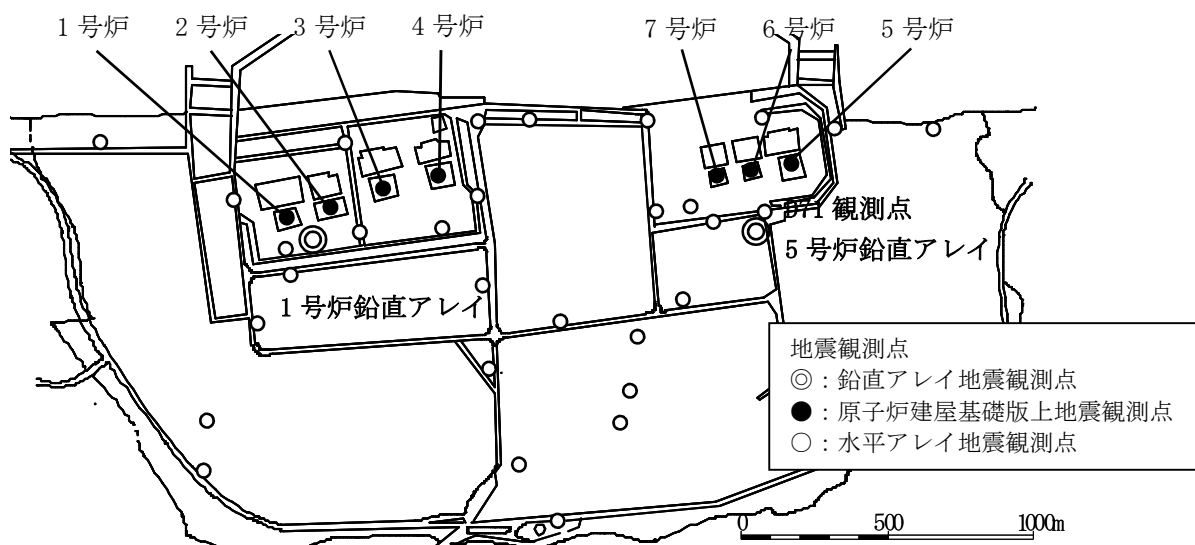 1 号炉
2 号炉
3 号炉
4 号炉
7 号炉
6 号炉
5 号炉
071 観測点
5 号炉鉛直アレイ
1 号炉鉛直アレイ
地震観測点
◎：鉛直アレイ地震観測点
●：原子炉建屋基礎版上地震観測点
○：水平アレイ地震観測点
0 500 1000m